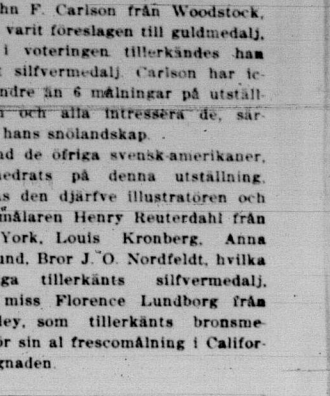 hn F. Carlson från Woodstock,
varit föreslagen till guldmedalj,
i voteringen tillerkändes han
silfvermedalj. Carlson har ic-
ndre än 6 målningar på utställ-
och alla intressera de, sär-
hans snölandskap.
d de öfriga svensk-amerikaner,
edrats på denna utställning,
s den djärfve illustratören och
målaren Henry Reuterdahl från
York, Louis Kronberg, Anna
und, Bror J. O. Nordfeldt, hvilka
ga tillerkänts silfvermedalj,
miss Florence Lundborg från
ley, som tillerkänts bronsme-
ör sin al frescomålning i Califor-
gnaden.